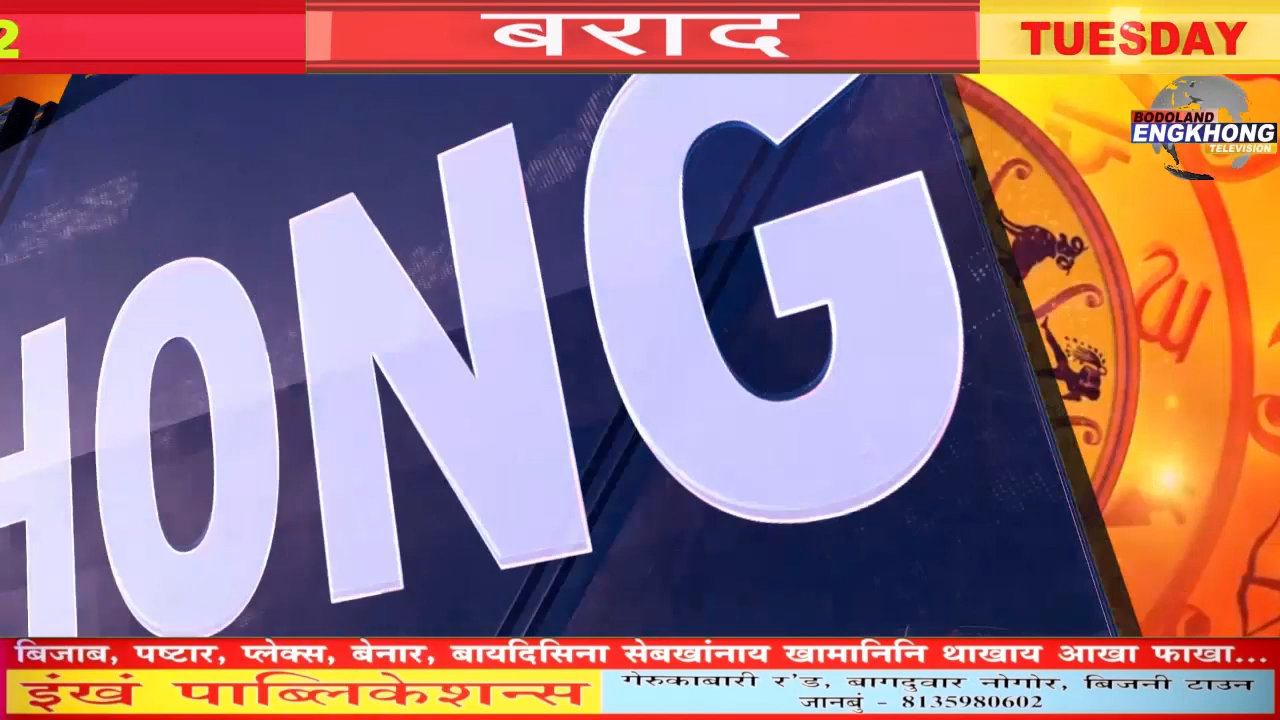 2
बराद
TUESDAY
BODOLAND
ENGKHONG
TELEVISION
HONG
बिजाब, पष्टार, प्लेक्स, बेनार, बायदिसिना सेबखांनाय खामानिनि थाखाय आखा फाखा...
इंखं पाब्लिकेशन्स
गेरुकाबारी र'ड, बागदुवार नोगोर, बिजनी टाउन
जानबुं - 8135980602